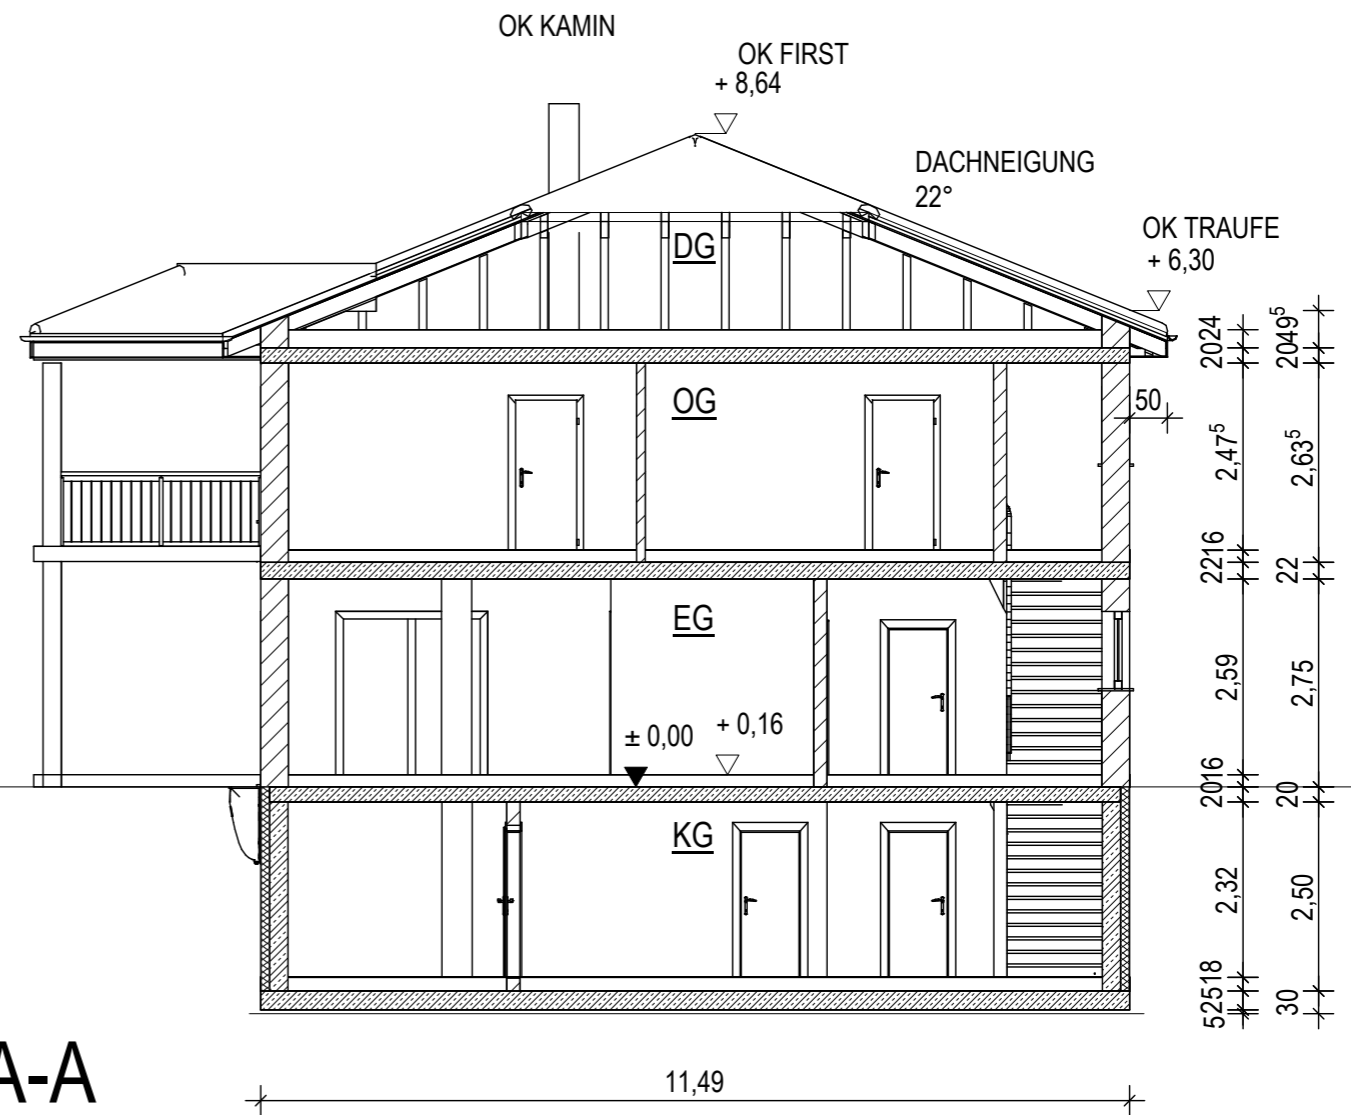 OK KAMIN
OK FIRST
+ 8,64
DACHNEIGUNG
22°
OK TRAUFE
+ 6,30
DG
2024
2049⁵
OG
50
2,47⁵
2,63⁵
2216
22
EG
2,59
2,75
± 0,00
+ 0,16
2016
20
KG
2,32
2,50
52518
30
A-A
11,49